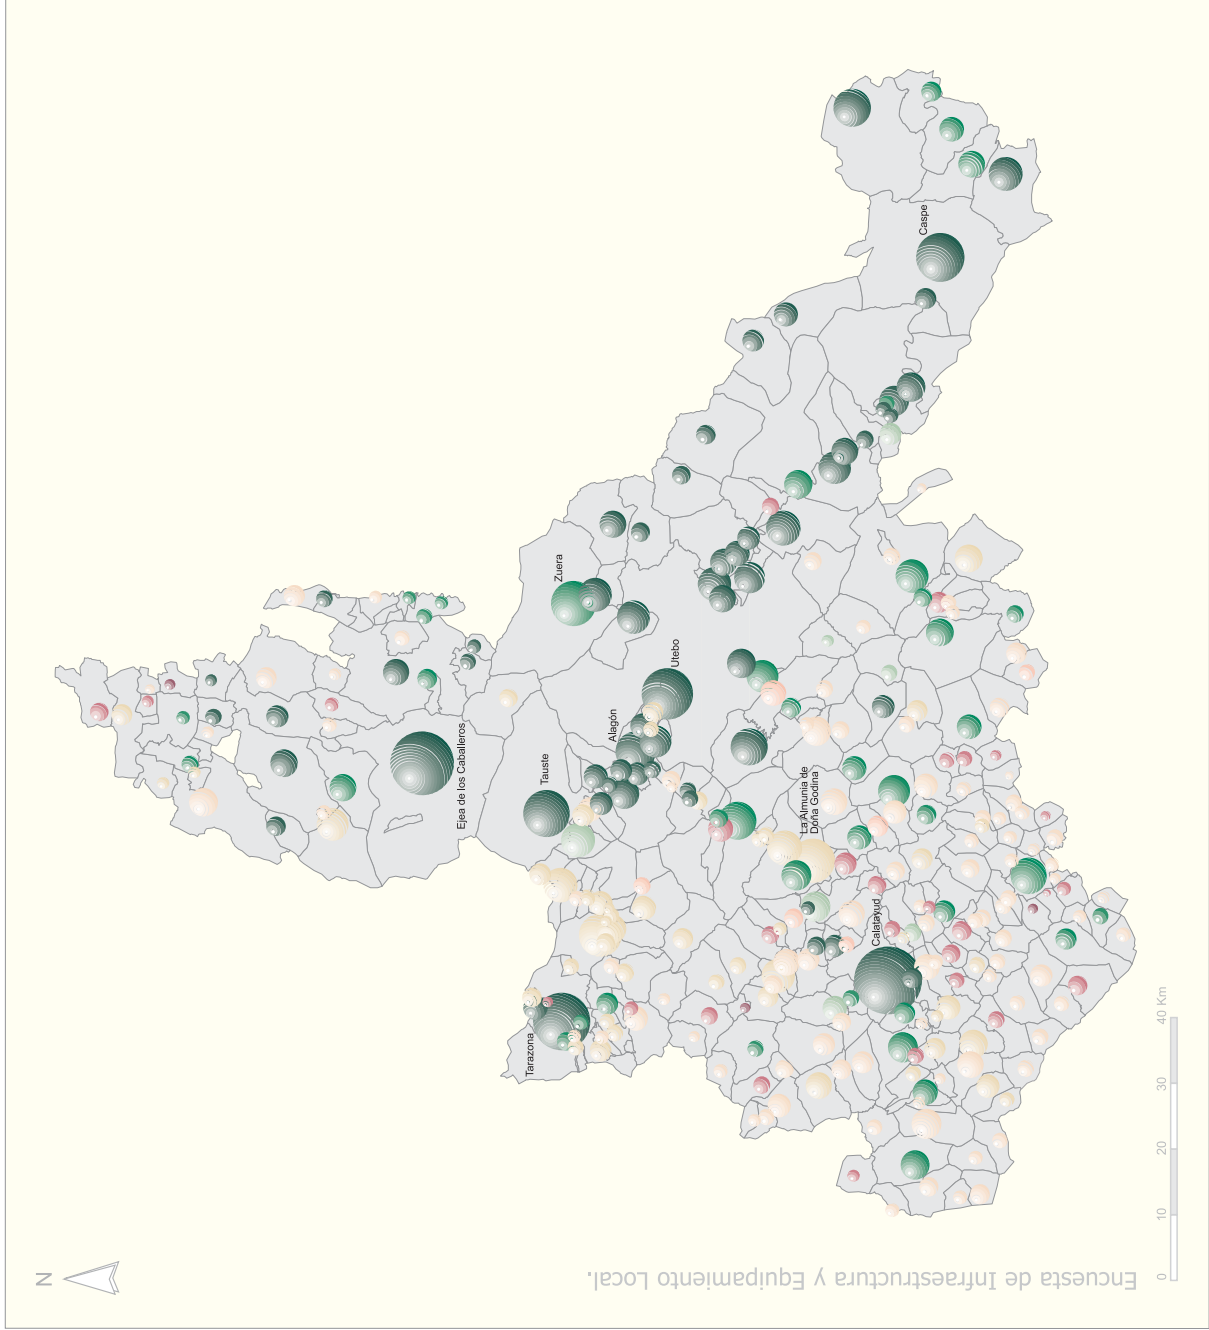 N
Zuera
Utebo
Alagón
Tauste
Ejea de los Caballeros
Tarazona
La Almunia de
Doña Godina
Calatayud
Caspe
Encuesta de Infraestructura y Equipamiento Local.
0 10 20 30 40 Km